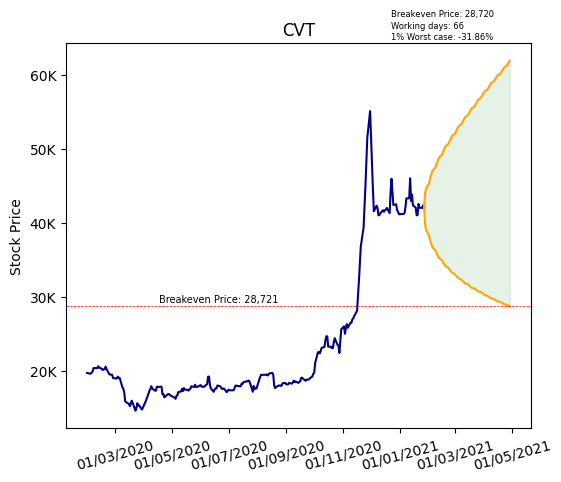 Breakeven Price: 28,720
Working days: 66
1% Worst case: -31.86%
CVT
Stock Price
60K
50K
40K
30K
20K
Breakeven Price: 28,721
01/03/2020
01/05/2020
01/07/2020
01/09/2020
01/11/2020
01/01/2021
01/03/2021
01/05/2021